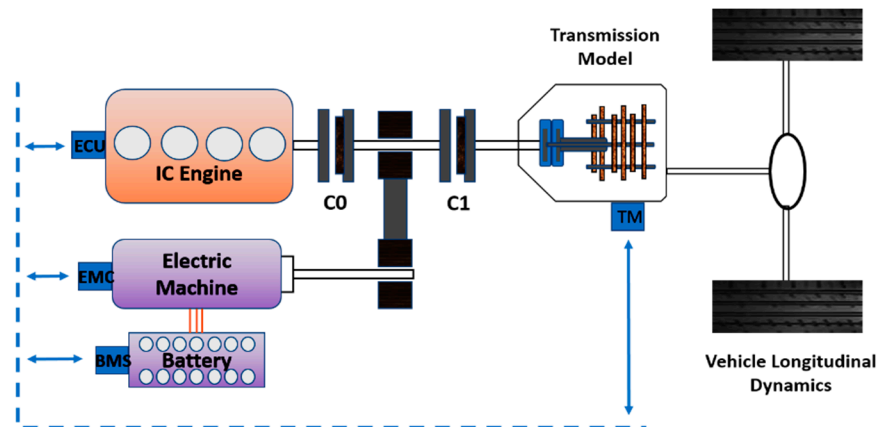 Transmission
Model
ECU
IC Engine
C0
C1
TM
EMC
Electric
Machine
BMS
Battery
Vehicle Longitudinal
Dynamics